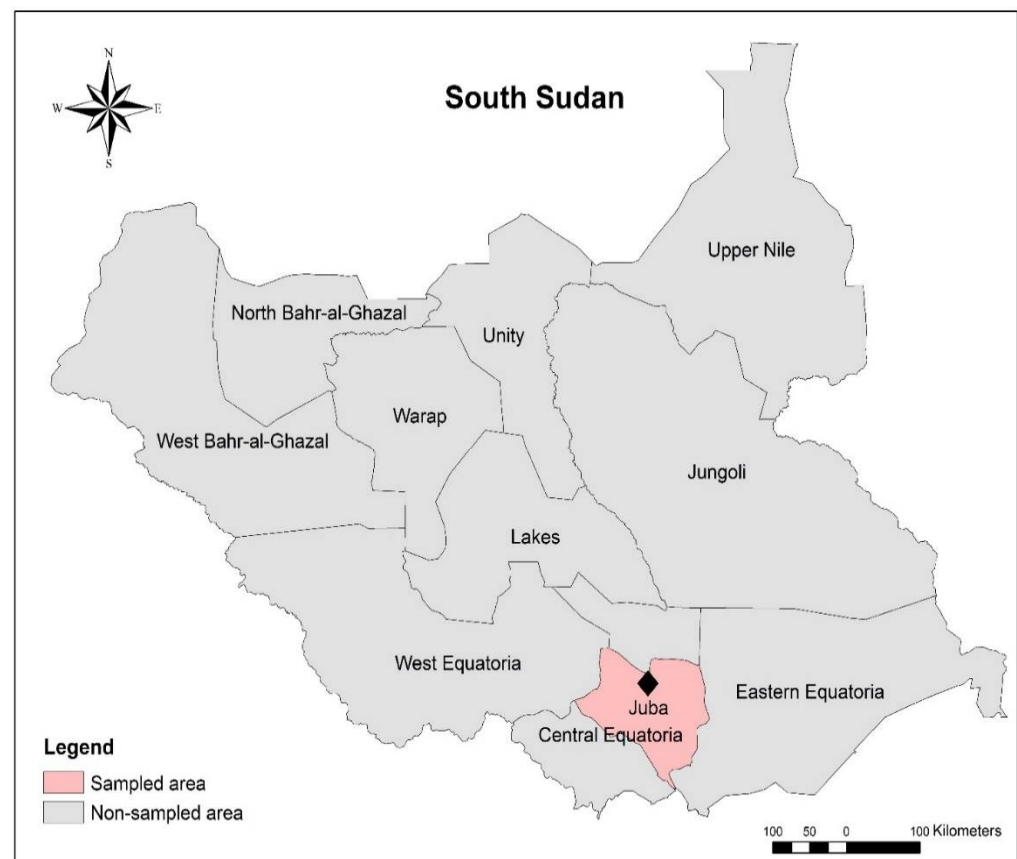 N
South Sudan
W E
S
Upper Nile
North Bahr-al-Ghazal
Unity
Warap
West Bahr-al-Ghazal
Jungoli
Lakes
West Equatoria
Eastern Equatoria
Juba
Central Equatoria
Legend
Sampled area
Non-sampled area
100 50 0 100 Kilometers